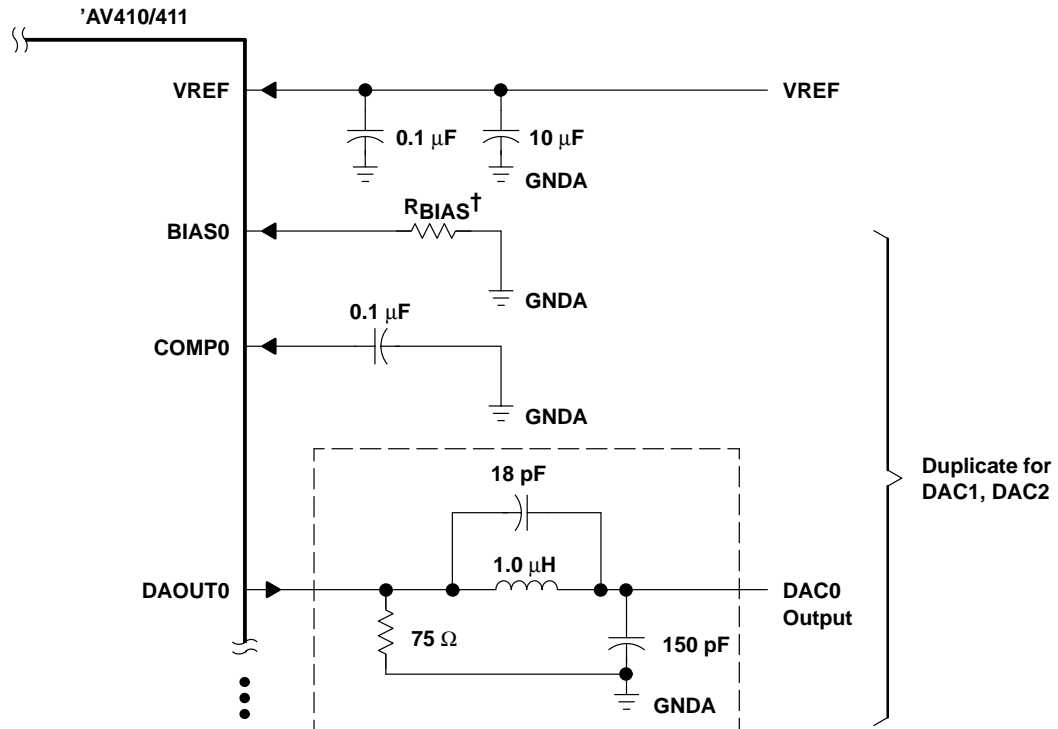 ’AV410/411
VREF
VREF
0.1 μF
10 μF
GNDA
RBIAS†
BIAS0
GNDA
0.1 μF
COMP0
GNDA
18 pF
Duplicate for
DAC1, DAC2
1.0 μH
DAOUT0
DAC0
Output
75 Ω
150 pF
GNDA